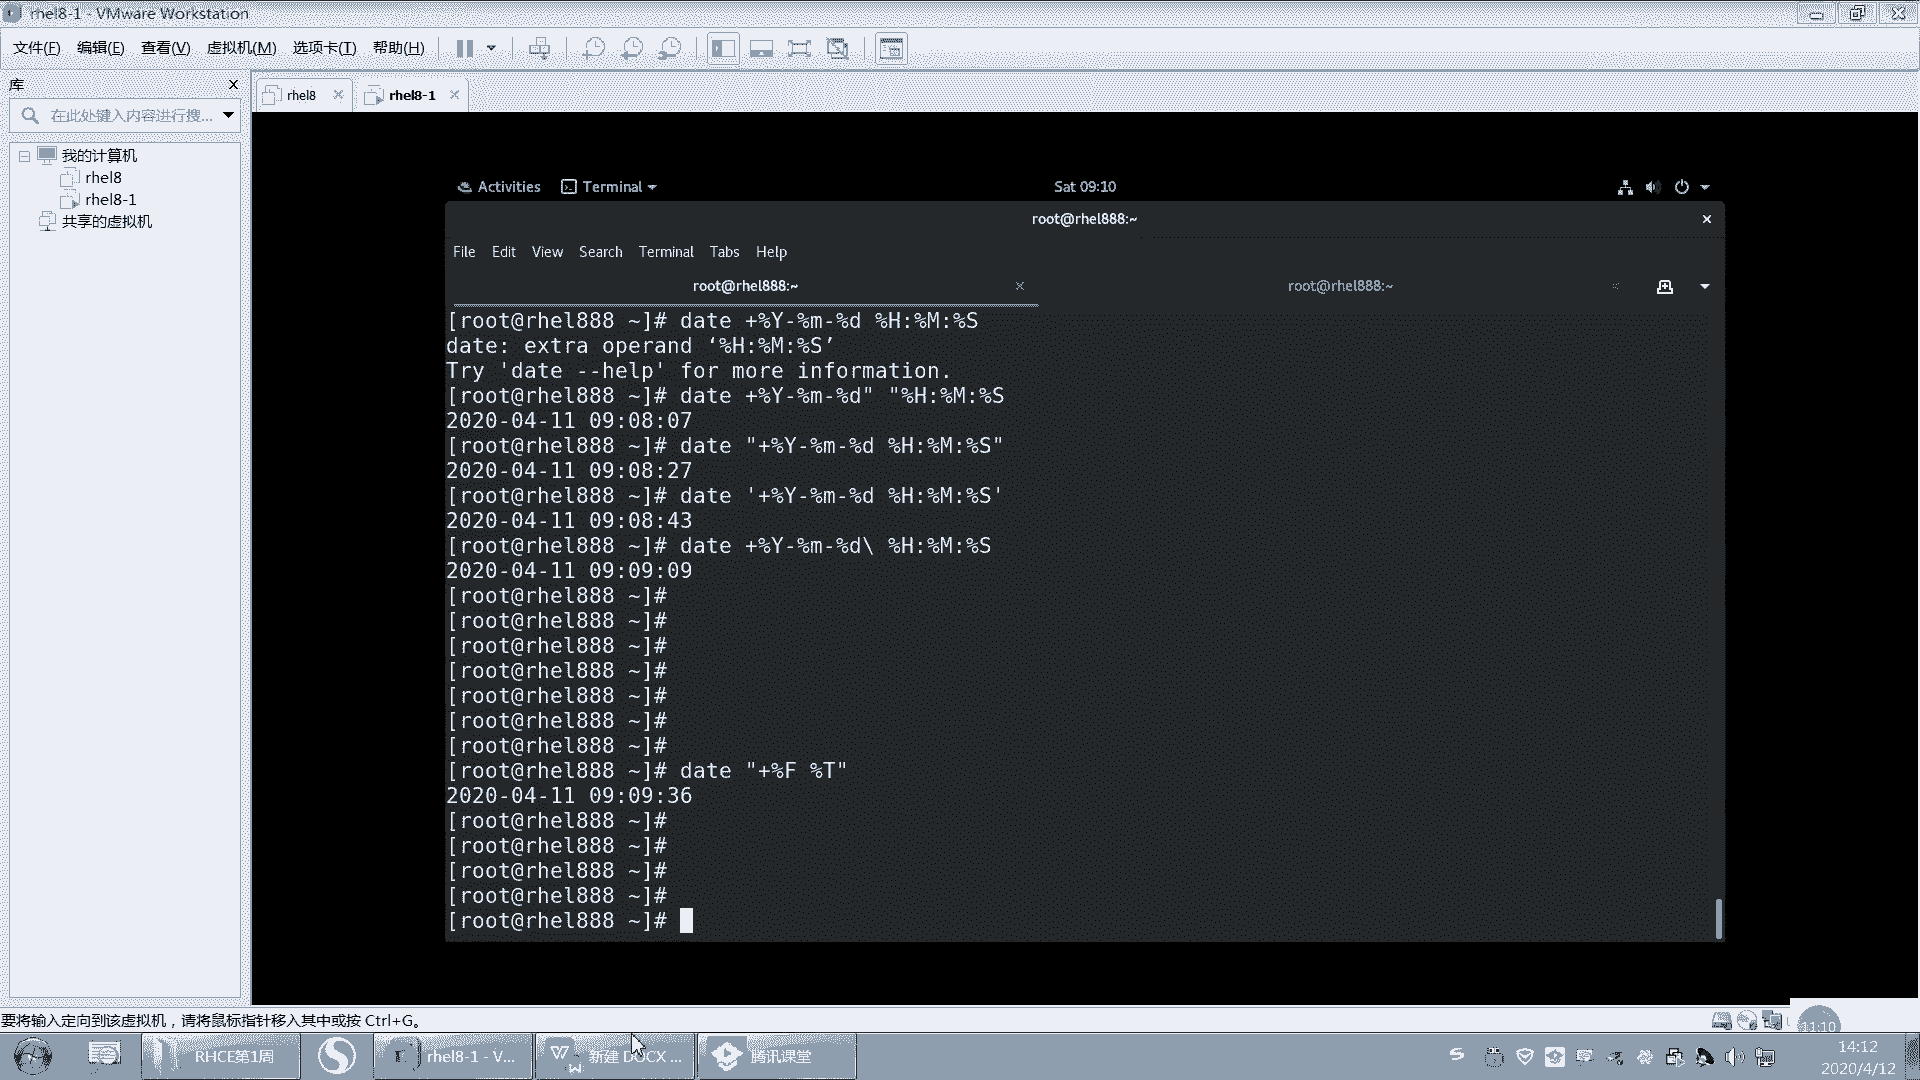 rhel8-1 - VMware Workstation
文件(F) 编辑(E) 查看(V) 虚拟机(M) 选项卡(T) 帮助(H)
库
在此处键入内容进行搜...
我的计算机
rhel8
rhel8-1
共享的虚拟机
rhel8
rhel8-1
Activities Terminal Sat 09:10
root@rhel888:~
File Edit View Search Terminal Tabs Help
root@rhel888:~ root@rhel888:~
[root@rhel888 ~]# date +%Y-%m-%d %H:%M:%S
date: extra operand ‘%H:%M:%S’
Try 'date --help' for more information.
[root@rhel888 ~]# date +%Y-%m-%d" "%H:%M:%S
2020-04-11 09:08:07
[root@rhel888 ~]# date "+%Y-%m-%d %H:%M:%S"
2020-04-11 09:08:27
[root@rhel888 ~]# date '+%Y-%m-%d %H:%M:%S'
2020-04-11 09:08:43
[root@rhel888 ~]# date +%Y-%m-%d\ %H:%M:%S
2020-04-11 09:09:09
[root@rhel888 ~]#
[root@rhel888 ~]#
[root@rhel888 ~]#
[root@rhel888 ~]#
[root@rhel888 ~]#
[root@rhel888 ~]#
[root@rhel888 ~]#
[root@rhel888 ~]# date "+%F %T"
2020-04-11 09:09:36
[root@rhel888 ~]#
[root@rhel888 ~]#
[root@rhel888 ~]#
[root@rhel888 ~]#
[root@rhel888 ~]#
要将输入定向到该虚拟机，请将鼠标指针移入其中或按 Ctrl+G。
11:10
RHCE第1周
rhel8-1 - V...
新建 DOCX ...
腾讯课堂
14:12
2020/4/12